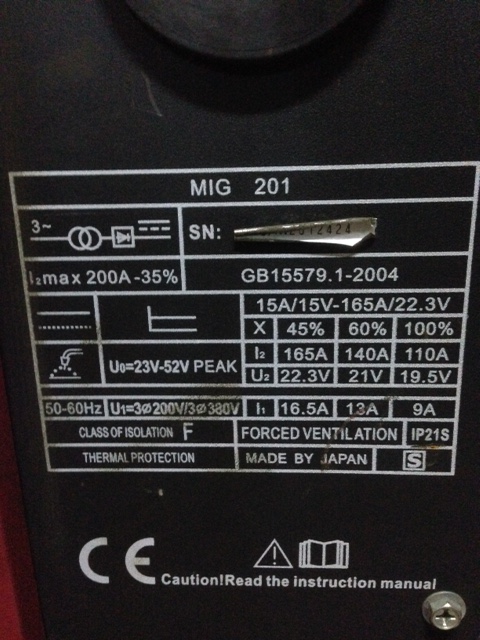 MIG 201
3~
SN:
I₂max 200A-35%
GB15579.1-2004
15A/15V-165A/22.3V
X 45% 60% 100%
I₂ 165A 140A 110A
U₀=23V-52V PEAK
U₂ 22.3V 21V 19.5V
50-60Hz U₁=3Ø200V/3Ø380V I₁ 16.5A 13A 9A
CLASS OF ISOLATION F FORCED VENTILATION IP21S
THERMAL PROTECTION MADE BY JAPAN S
CE
Caution!Read the instruction manual